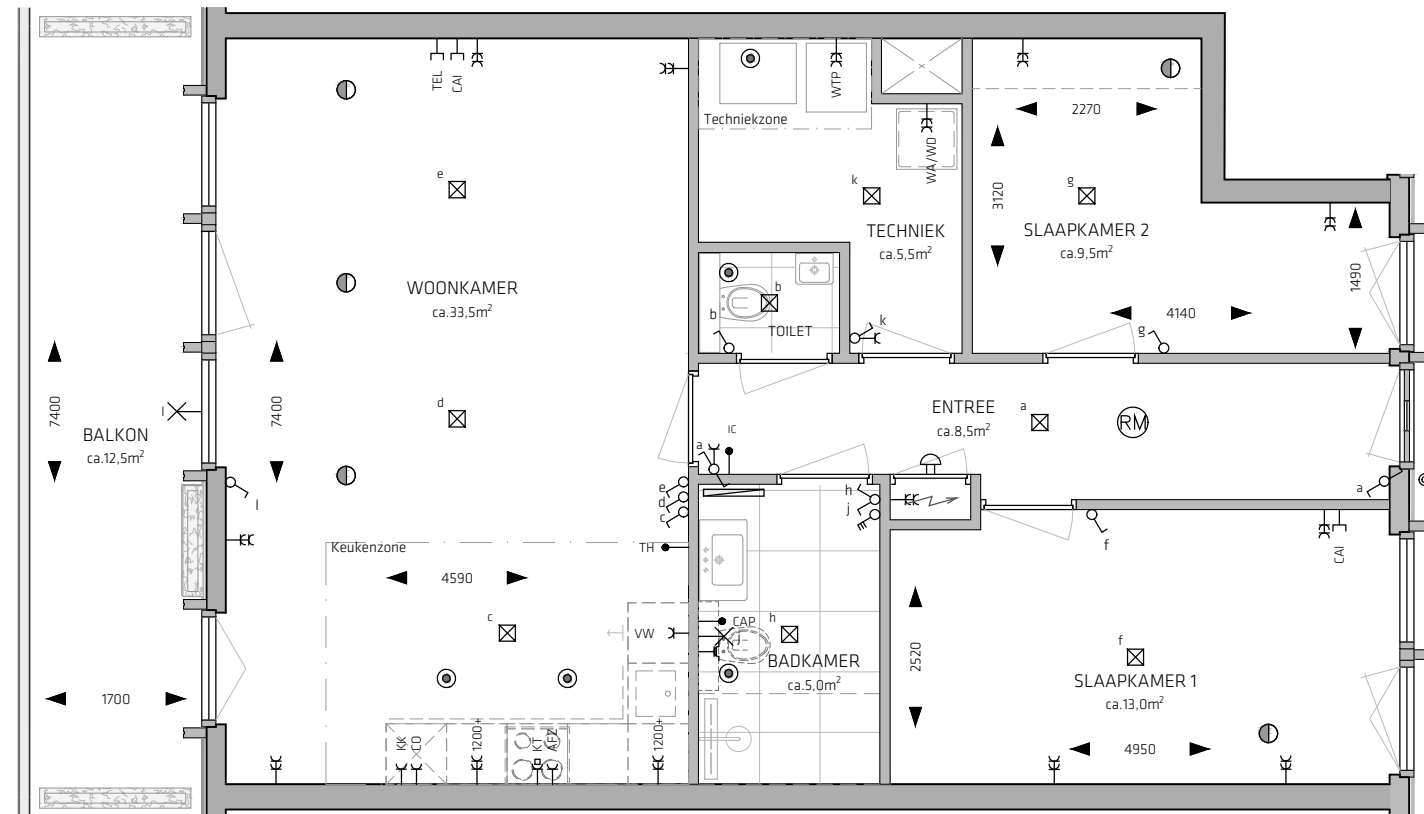 TEL
CAI
WTP
Techniekzone
WA/WD
2270
3120
e
k
g
TECHNIEK
ca.5,5m²
SLAAPKAMER 2
ca.9,5m²
1490
WOONKAMER
ca.33,5m²
b
b
TOILET
k
4140
g
7400
7400
d
l
BALKON
ca.12,5m²
ENTREE
ca.8,5m²
a
RM
IC
a
a
e
d
c
h
j
l
f
CAI
Keukenzone
TH
4590
c
VW
CAP
j
h
BADKAMER
ca.5,0m²
2520
f
SLAAPKAMER 1
ca.13,0m²
1700
KK
CO
1200+
KT
AFZ
1200+
4950